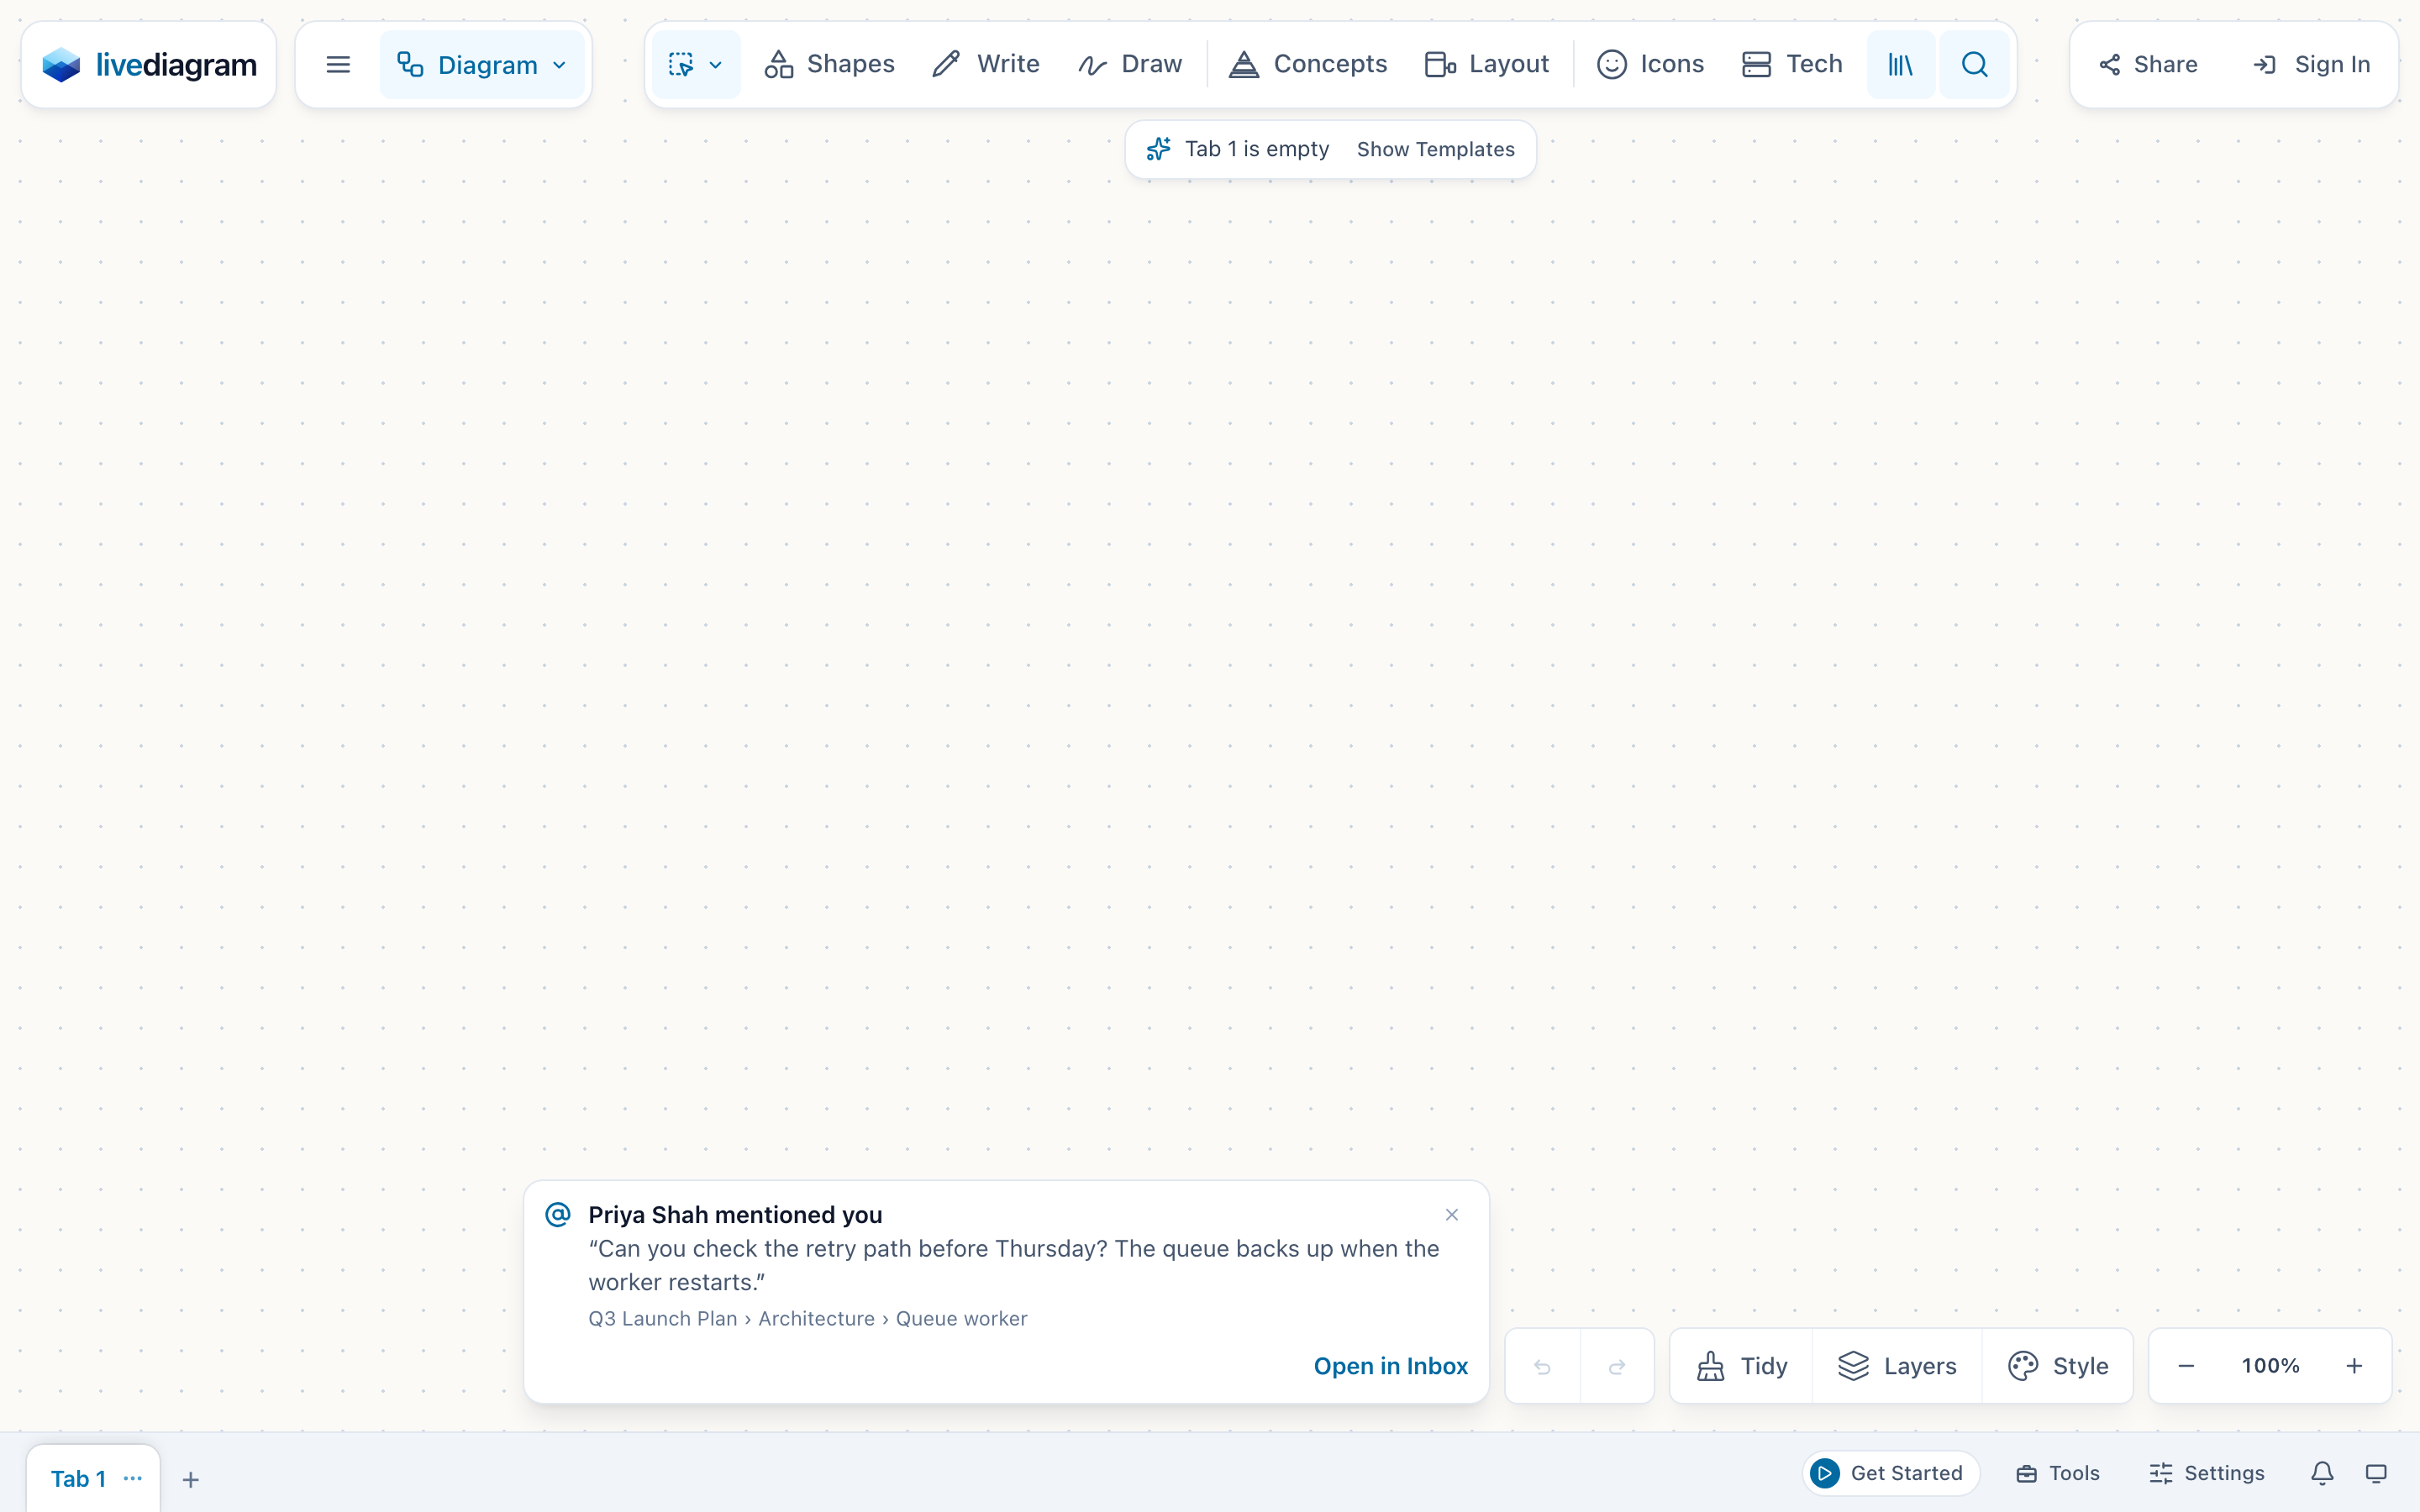 livediagram
Diagram
Shapes
Write
Draw
Concepts
Layout
Icons
Tech
Share
Sign In
Tab 1 is empty
Show Templates
Priya Shah mentioned you
“Can you check the retry path before Thursday? The queue backs up when the
worker restarts.”
Q3 Launch Plan › Architecture › Queue worker
Open in Inbox
Tidy
Layers
Style
100%
Tab 1
Get Started
Tools
Settings